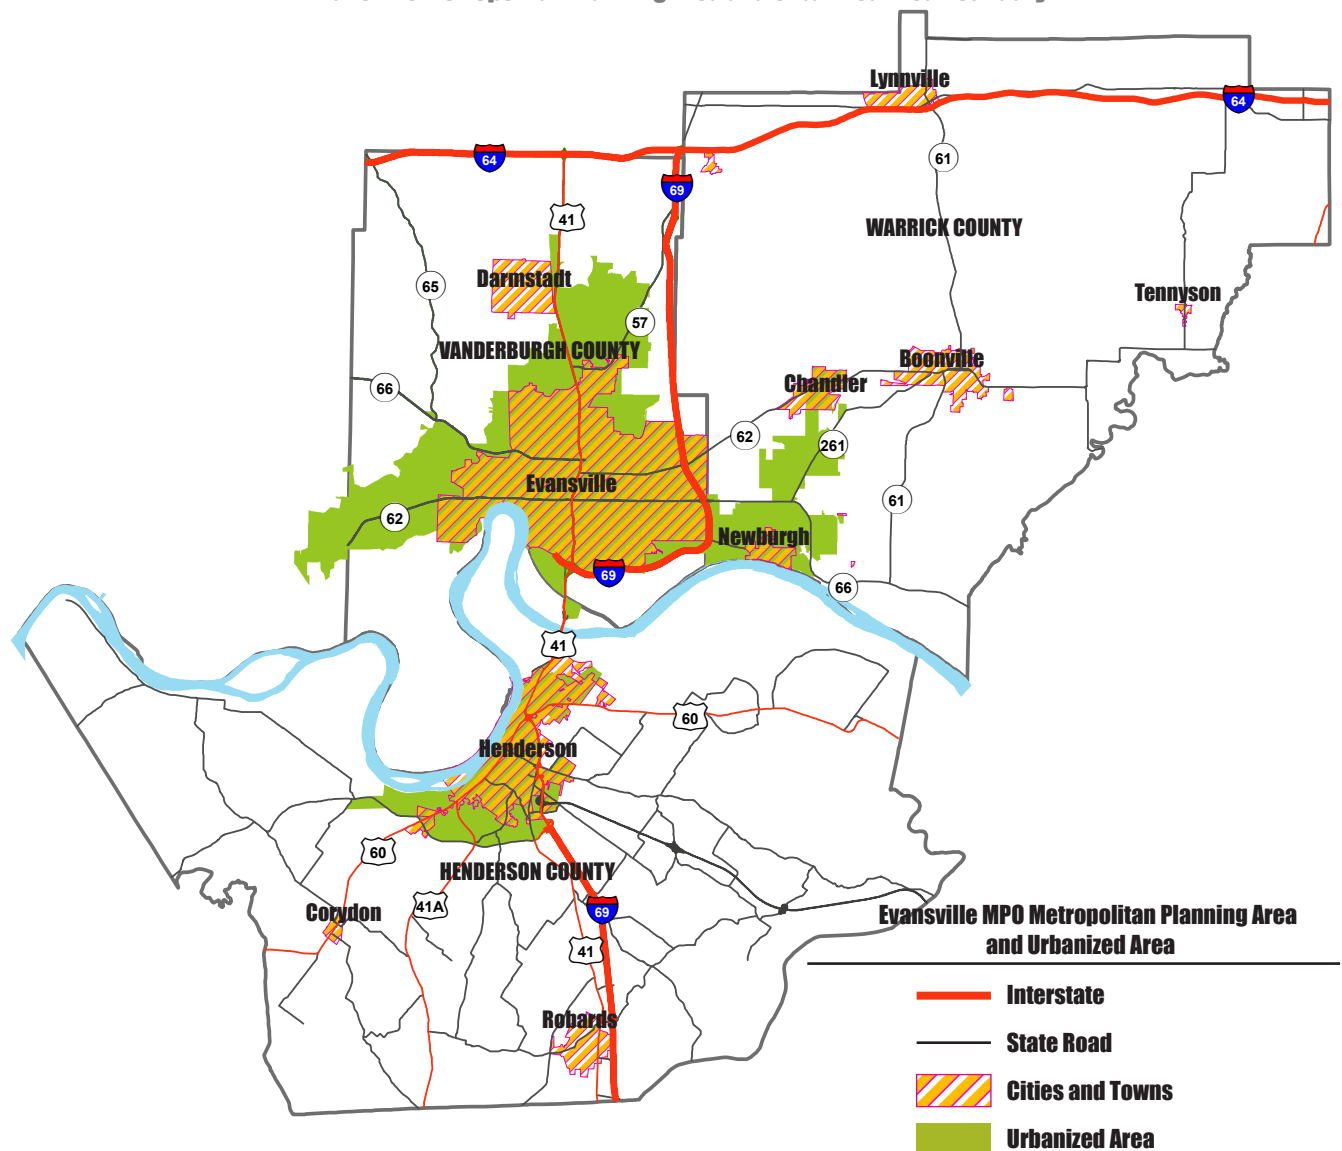 Lynnville
64
61
64
69
41
WARRICK COUNTY
Darmstadt
65
Tennyson
57
VANDERBURGH COUNTY
Boonville
66
Chandler
62
261
Evansville
61
62
Newburgh
69
66
41
60
Henderson
60
HENDERSON COUNTY
41A
69
Corydon
41
Robards
Evansville MPO Metropolitan Planning Area
and Urbanized Area
Interstate
State Road
Cities and Towns
Urbanized Area